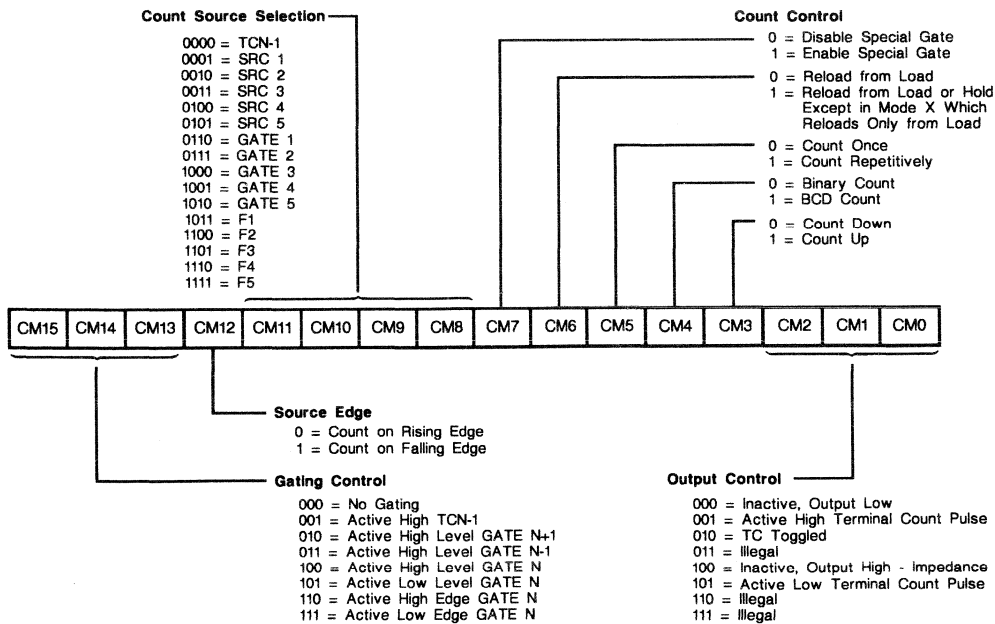 Count Source Selection
0000 = TCN-1
0001 = SRC 1
0010 = SRC 2
0011 = SRC 3
0100 = SRC 4
0101 = SRC 5
0110 = GATE 1
0111 = GATE 2
1000 = GATE 3
1001 = GATE 4
1010 = GATE 5
1011 = F1
1100 = F2
1101 = F3
1110 = F4
1111 = F5
Count Control
0 = Disable Special Gate
1 = Enable Special Gate
0 = Reload from Load
1 = Reload from Load or Hold
Except in Mode X Which
Reloads Only from Load
0 = Count Once
1 = Count Repetitively
0 = Binary Count
1 = BCD Count
0 = Count Down
1 = Count Up
CM15 CM14 CM13 CM12 CM11 CM10 CM9 CM8 CM7 CM6 CM5 CM4 CM3 CM2 CM1 CM0
Source Edge
0 = Count on Rising Edge
1 = Count on Falling Edge
Gating Control
000 = No Gating
001 = Active High TCN-1
010 = Active High Level GATE N+1
011 = Active High Level GATE N-1
100 = Active High Level GATE N
101 = Active Low Level GATE N
110 = Active High Edge GATE N
111 = Active Low Edge GATE N
Output Control
000 = Inactive, Output Low
001 = Active High Terminal Count Pulse
010 = TC Toggled
011 = Illegal
100 = Inactive, Output High - Impedance
101 = Active Low Terminal Count Pulse
110 = Illegal
111 = Illegal